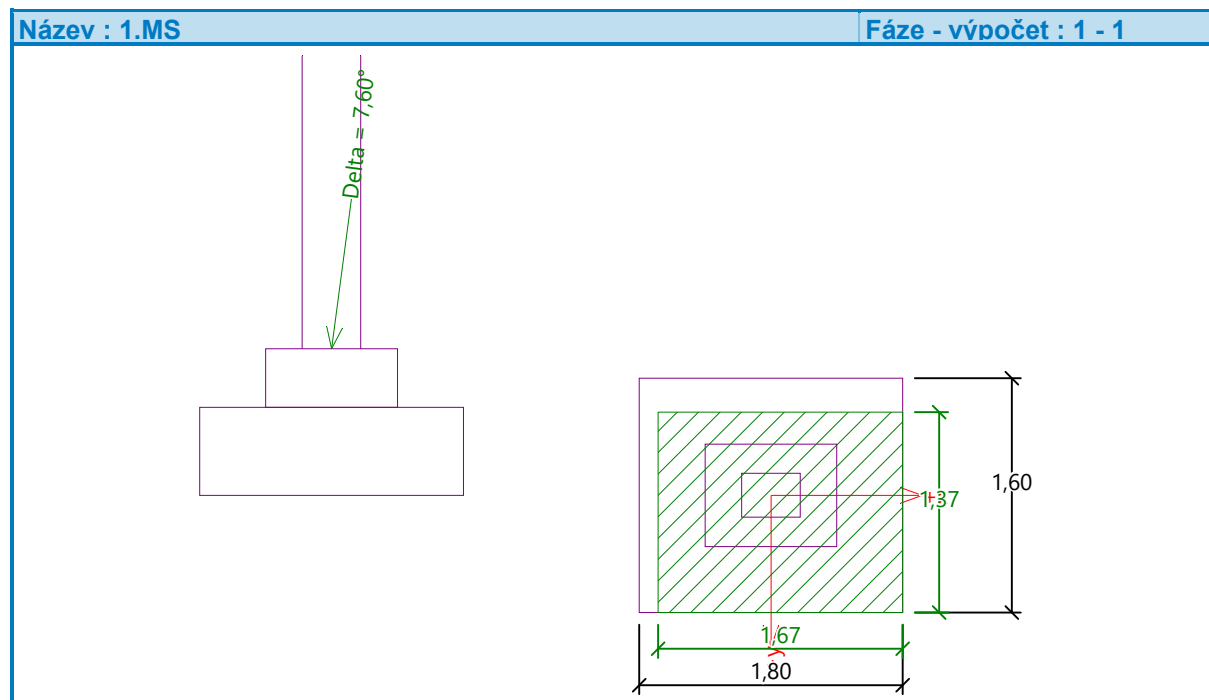 Název : 1.MS
Fáze - výpočet : 1 - 1
Delta = 7,60°
1,60
1,37
1,67
y
1,80